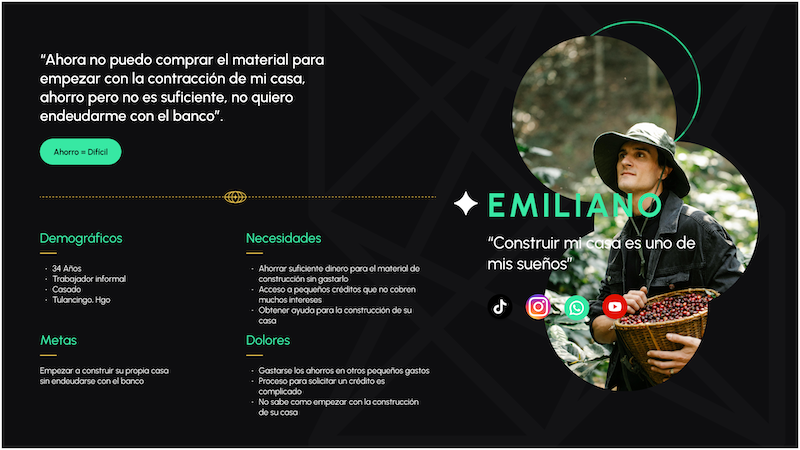 “Ahora no puedo comprar el material para
empezar con la contracción de mi casa,
ahorro pero no es suficiente, no quiero
endeudarme con el banco”.
Ahorro = Difícil
EMILIANO
“Construir mi casa es uno de
mis sueños”
Demográficos
· 34 Años
· Trabajador informal
· Casado
· Tulancingo. Hgo
Necesidades
· Ahorrar suficiente dinero para el material de
construcción sin gastarlo
· Acceso a pequeños créditos que no cobren
muchos intereses
· Obtener ayuda para la construcción de su
casa
Metas
Empezar a construir su propia casa
sin endeudarse con el banco
Dolores
· Gastarse los ahorros en otros pequeños gastos
· Proceso para solicitar un crédito es
complicado
· No sabe como empezar con la construcción
de su casa